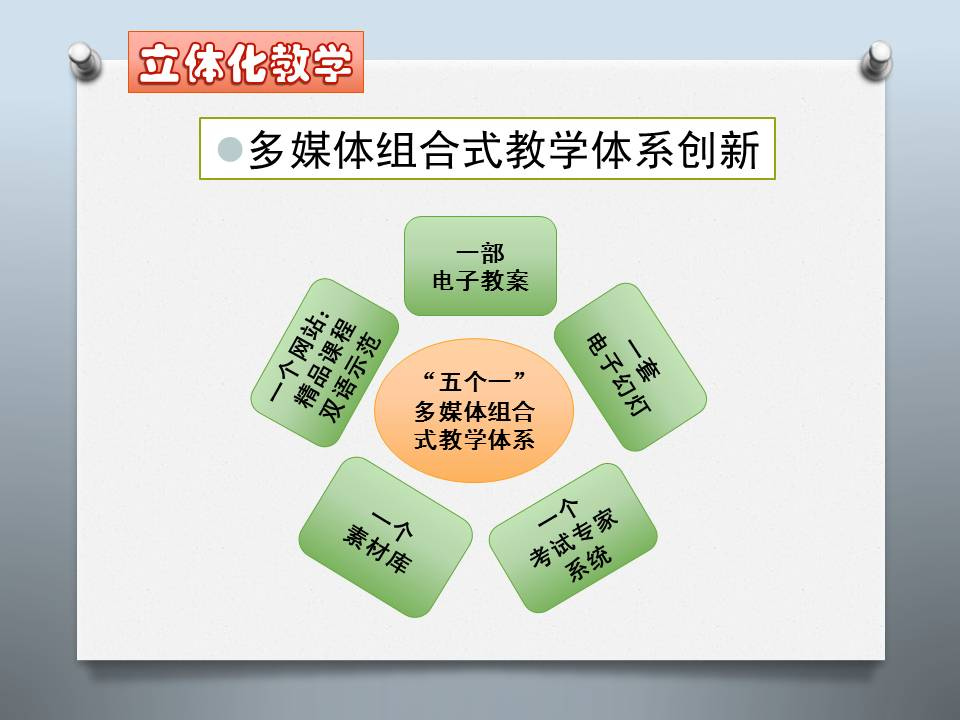 立体化教学
多媒体组合式教学体系创新
一部
电子教案
一套
电子幻灯
一个
考试专家
系统
一个
素材库
一个网站：
精品课程
双语示范
“五个一”
多媒体组合
式教学体系